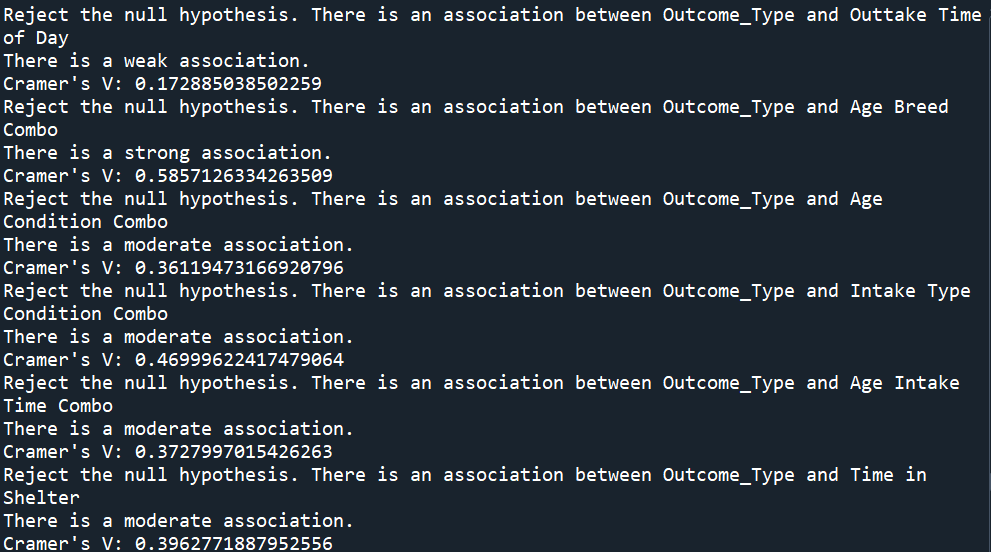 Reject the null hypothesis. There is an association between Outcome_Type and Outtake Time
of Day
There is a weak association.
Cramer's V: 0.172885038502259
Reject the null hypothesis. There is an association between Outcome_Type and Age Breed
Combo
There is a strong association.
Cramer's V: 0.5857126334263509
Reject the null hypothesis. There is an association between Outcome_Type and Age
Condition Combo
There is a moderate association.
Cramer's V: 0.36119473166920796
Reject the null hypothesis. There is an association between Outcome_Type and Intake Type
Condition Combo
There is a moderate association.
Cramer's V: 0.46999622417479064
Reject the null hypothesis. There is an association between Outcome_Type and Age Intake
Time Combo
There is a moderate association.
Cramer's V: 0.3727997015426263
Reject the null hypothesis. There is an association between Outcome_Type and Time in
Shelter
There is a moderate association.
Cramer's V: 0.3962771887952556